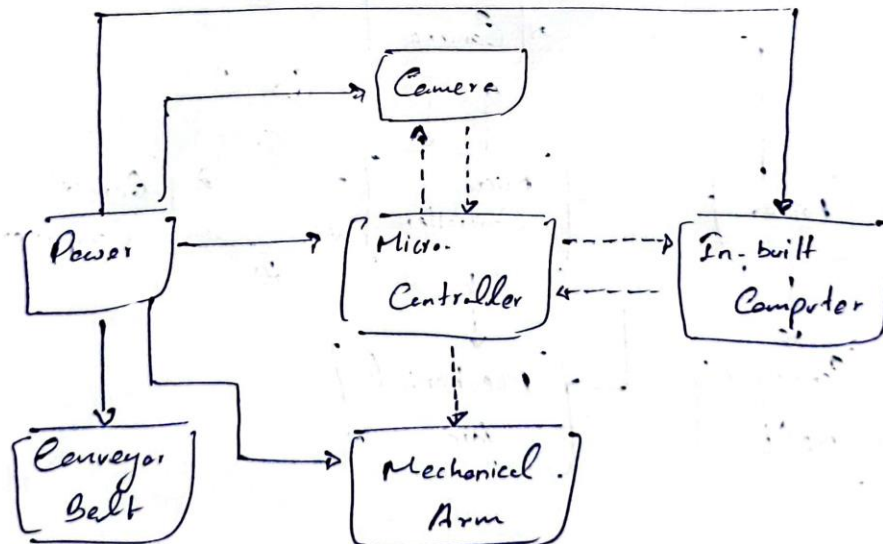 Camera
Power
Micro-
Controller
In-built
Computer
Conveyor
Belt
Mechanical
Arm